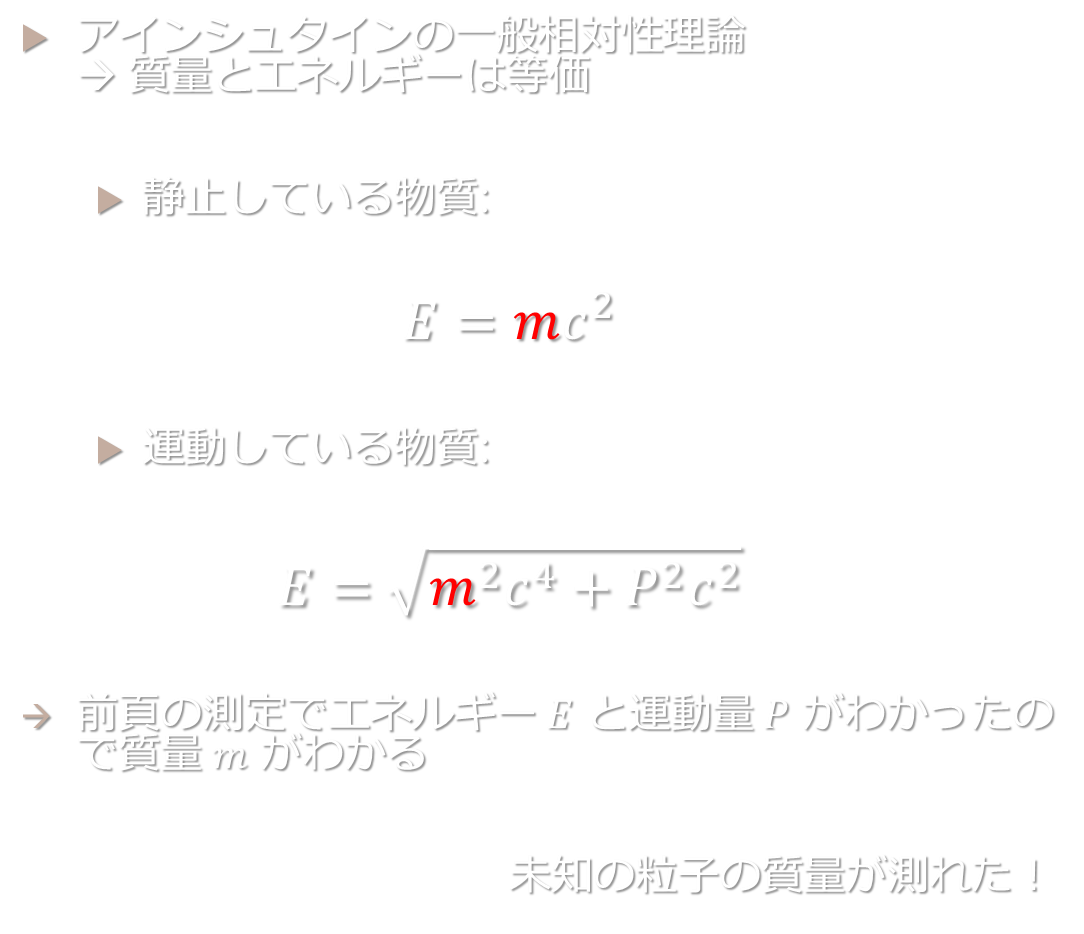 ▶ アインシュタインの一般相対性理論
→ 質量とエネルギーは等価
▶ 静止している物質:
E = mc²
▶ 運動している物質:
E = √(m²c⁴ + P²c²)
→ 前頁の測定でエネルギー E と運動量 P がわかったの
で質量 m がわかる
未知の粒子の質量が測れた！